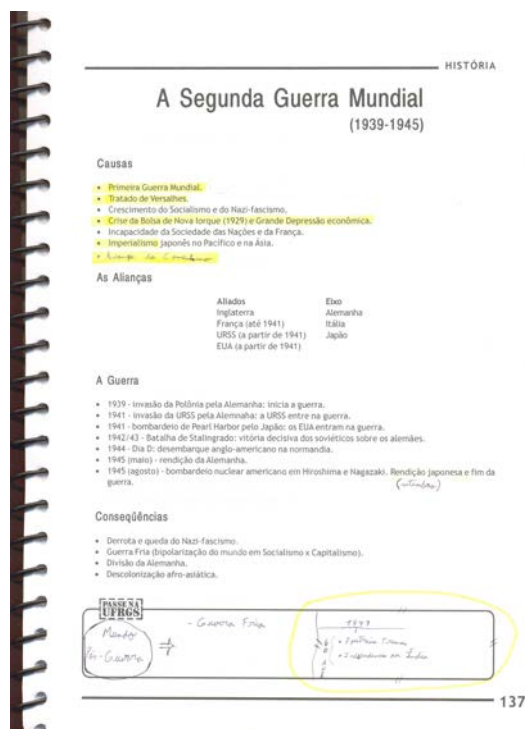 HISTÓRIA
A Segunda Guerra Mundial
(1939-1945)
Causas
• Primeira Guerra Mundial.
• Tratado de Versalhes.
• Crescimento do Socialismo e do Nazi-fascismo.
• Crise da Bolsa de Nova Iorque (1929) e Grande Depressão econômica.
• Incapacidade da Sociedade das Nações e da França.
• Imperialismo japonês no Pacífico e na Ásia.
As Alianças
Aliados Eixo
Inglaterra Alemanha
França (até 1941) Itália
URSS (a partir de 1941) Japão
EUA (a partir de 1941)
A Guerra
• 1939 - invasão da Polônia pela Alemanha: inicia a guerra.
• 1941 - invasão da URSS pela Alemnaha: a URSS entre na guerra.
• 1941 - bombardeio de Pearl Harbor pelo Japão: os EUA entram na guerra.
• 1942/43 - Batalha de Stalingrado: vitória decisiva dos soviéticos sobre os alemães.
• 1944 - Dia D: desembarque anglo-americano na normandia.
• 1945 (maio) - rendição da Alemanha.
• 1945 (agosto) - bombardeio nuclear americano em Hiroshima e Nagazaki. Rendição japonesa e fim da
guerra. (setembro)
Conseqüências
• Derrota e queda do Nazi-fascismo.
• Guerra Fria (bipolarização do mundo em Socialismo x Capitalismo).
• Divisão da Alemanha.
• Descolonização afro-asiática.
PASSE NA
UFRGS
- Guerra Fria
Mundo
Pós-Guerra
1947
137